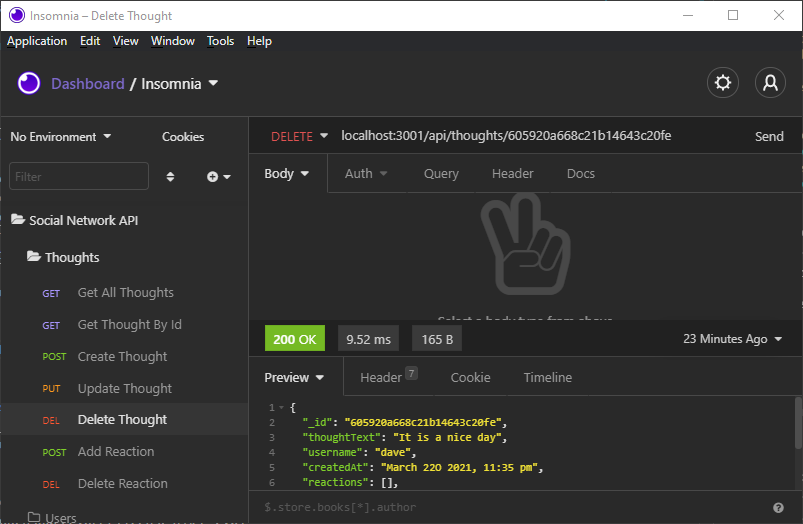 Insomnia – Delete Thought
Application Edit View Window Tools Help
Dashboard / Insomnia
No Environment Cookies
DELETE localhost:3001/api/thoughts/605920a668c21b14643c20fe Send
Filter
Body Auth Query Header Docs
Social Network API
Thoughts
GET Get All Thoughts
GET Get Thought By Id
POST Create Thought
PUT Update Thought
DEL Delete Thought
POST Add Reaction
DEL Delete Reaction
Users
Select a body type from above
200 OK 9.52 ms 165 B 23 Minutes Ago
Preview Header 7 Cookie Timeline
1 {
2 "_id": "605920a668c21b14643c20fe",
3 "thoughtText": "It is a nice day",
4 "username": "dave",
5 "createdAt": "March 22O 2021, 11:35 pm",
6 "reactions": [],
$.store.books[*].author